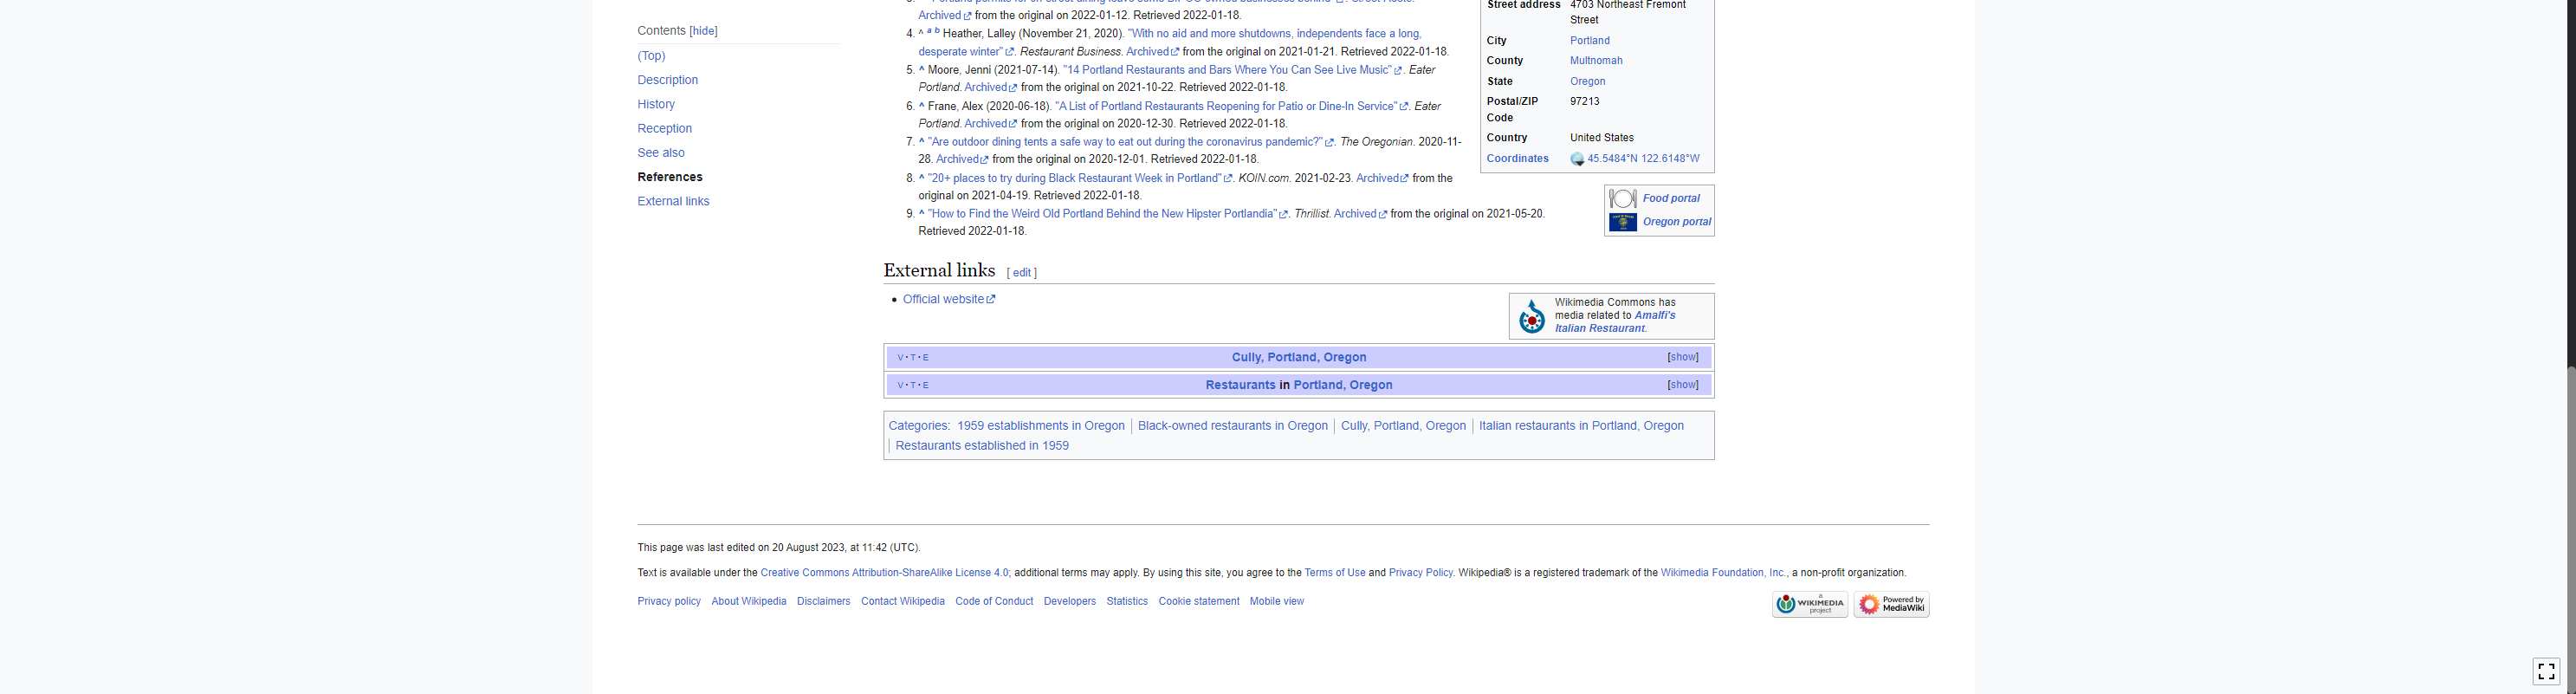 Contents [hide]
(Top)
Description
History
Reception
See also
References
External links
Archived from the original on 2022-01-12. Retrieved 2022-01-18.
4. ^ a b Heather, Lalley (November 21, 2020). "With no aid and more shutdowns, independents face a long,
desperate winter". Restaurant Business. Archived from the original on 2021-01-21. Retrieved 2022-01-18.
5. ^ Moore, Jenni (2021-07-14). "14 Portland Restaurants and Bars Where You Can See Live Music". Eater
Portland. Archived from the original on 2021-10-22. Retrieved 2022-01-18.
6. ^ Frane, Alex (2020-06-18). "A List of Portland Restaurants Reopening for Patio or Dine-In Service". Eater
Portland. Archived from the original on 2020-12-30. Retrieved 2022-01-18.
7. ^ "Are outdoor dining tents a safe way to eat out during the coronavirus pandemic?". The Oregonian. 2020-11-
28. Archived from the original on 2020-12-01. Retrieved 2022-01-18.
8. ^ "20+ places to try during Black Restaurant Week in Portland". KOIN.com. 2021-02-23. Archived from the
original on 2021-04-19. Retrieved 2022-01-18.
9. ^ "How to Find the Weird Old Portland Behind the New Hipster Portlandia". Thrillist. Archived from the original on 2021-05-20.
Retrieved 2022-01-18.
Street address 4703 Northeast Fremont
Street
City Portland
County Multnomah
State Oregon
Postal/ZIP 97213
Code
Country United States
Coordinates 45.5484°N 122.6148°W
Food portal
Oregon portal
External links [ edit ]
• Official website
Wikimedia Commons has
media related to Amalfi's
Italian Restaurant.
V · T · E Cully, Portland, Oregon [show]
V · T · E Restaurants in Portland, Oregon [show]
Categories: 1959 establishments in Oregon | Black-owned restaurants in Oregon | Cully, Portland, Oregon | Italian restaurants in Portland, Oregon
| Restaurants established in 1959
This page was last edited on 20 August 2023, at 11:42 (UTC).
Text is available under the Creative Commons Attribution-ShareAlike License 4.0; additional terms may apply. By using this site, you agree to the Terms of Use and Privacy Policy. Wikipedia® is a registered trademark of the Wikimedia Foundation, Inc., a non-profit organization.
Privacy policy About Wikipedia Disclaimers Contact Wikipedia Code of Conduct Developers Statistics Cookie statement Mobile view
a
WIKIMEDIA
project
Powered by
MediaWiki